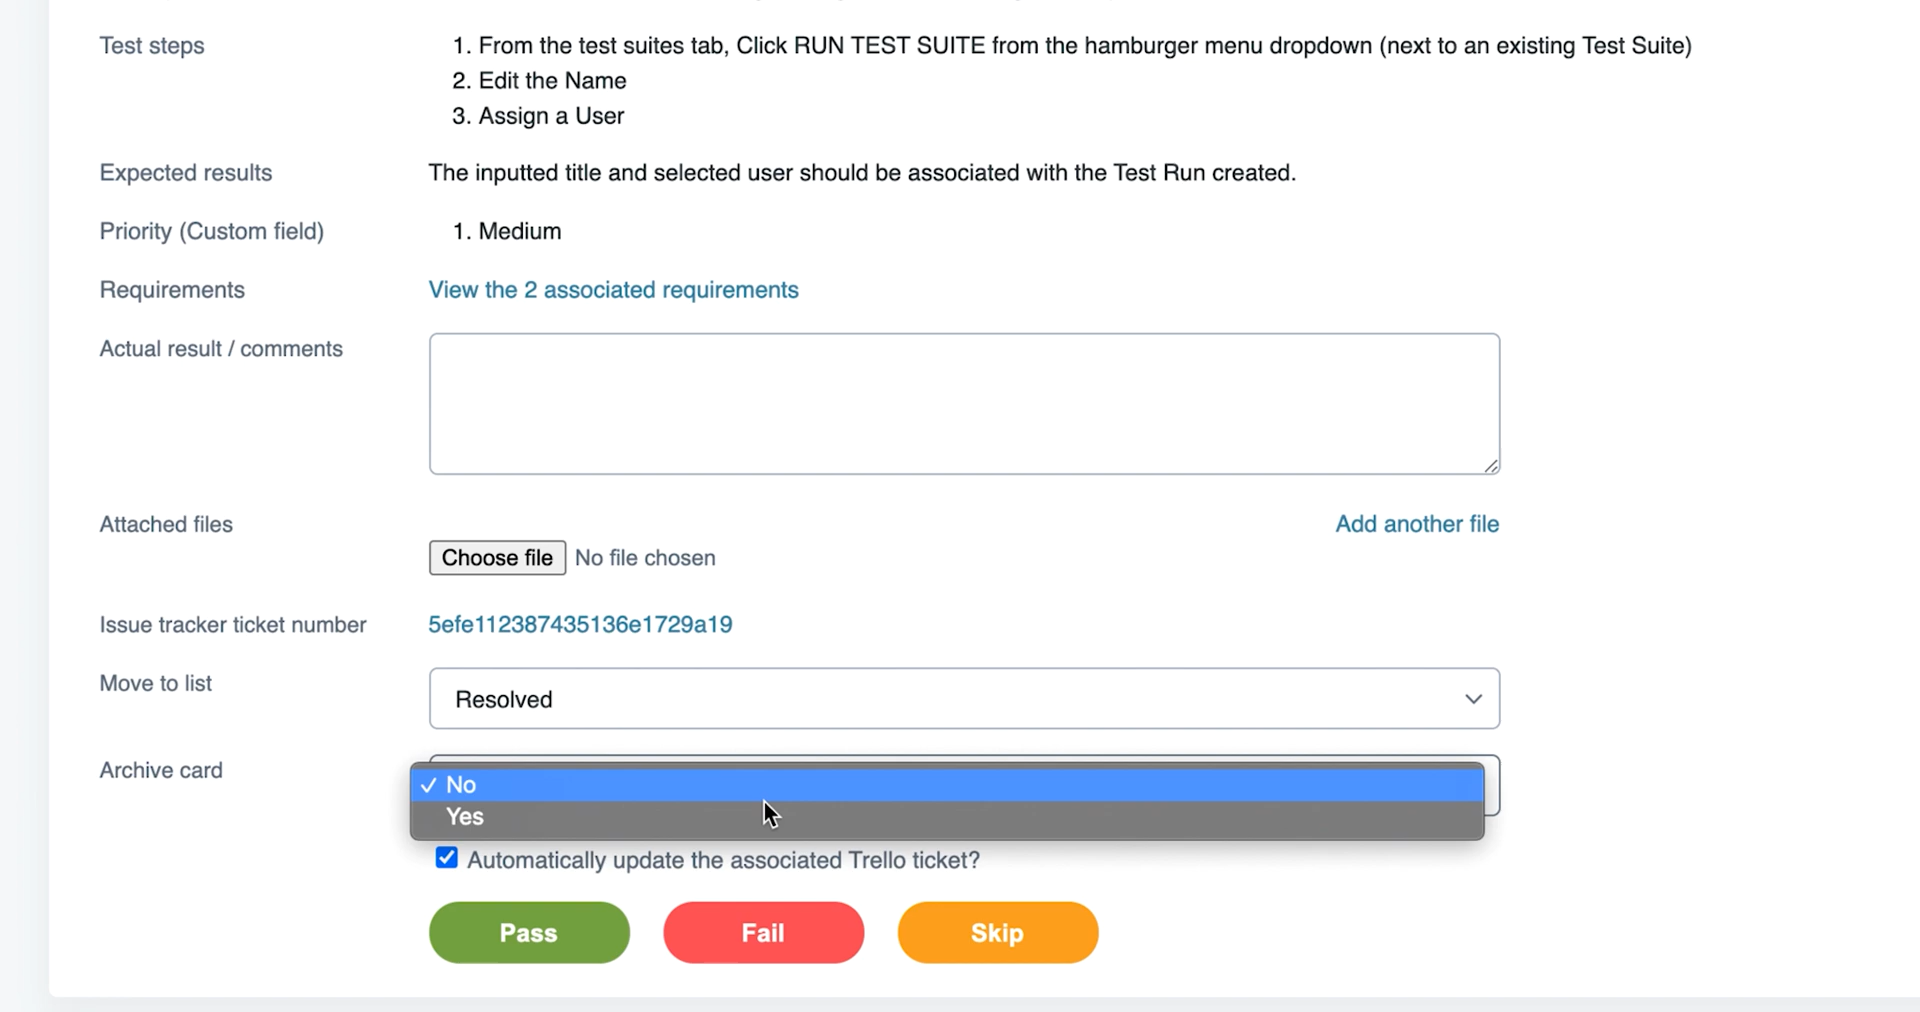 Test steps
1. From the test suites tab, Click RUN TEST SUITE from the hamburger menu dropdown (next to an existing Test Suite)
2. Edit the Name
3. Assign a User
Expected results
The inputted title and selected user should be associated with the Test Run created.
Priority (Custom field)
1. Medium
Requirements
View the 2 associated requirements
Actual result / comments
Attached files
Add another file
Choose file No file chosen
Issue tracker ticket number
5efe112387435136e1729a19
Move to list
Resolved
Archive card
✓ No
Yes
Automatically update the associated Trello ticket?
Pass
Fail
Skip